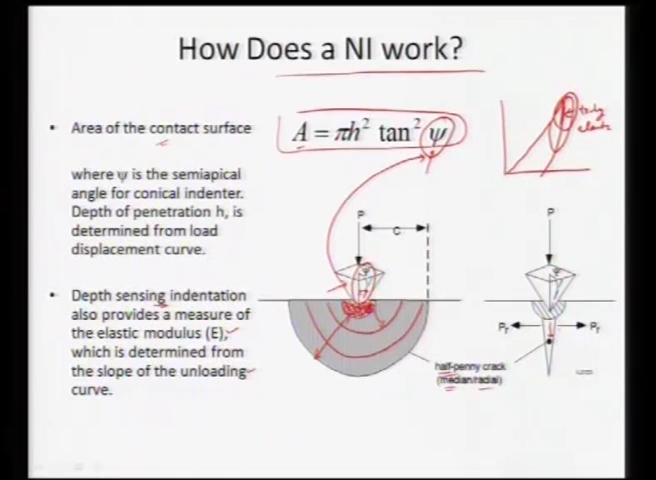 How Does a NI work?
• Area of the contact surface
A = πh² tan² ψ
where ψ is the semiapical
angle for conical indenter.
Depth of penetration h, is
determined from load
displacement curve.
• Depth sensing indentation
also provides a measure of
the elastic modulus (E),
which is determined from
the slope of the unloading
curve.
P
C
ψ
P
ψ
Pr
Pr
half-penny crack
(median/radial)